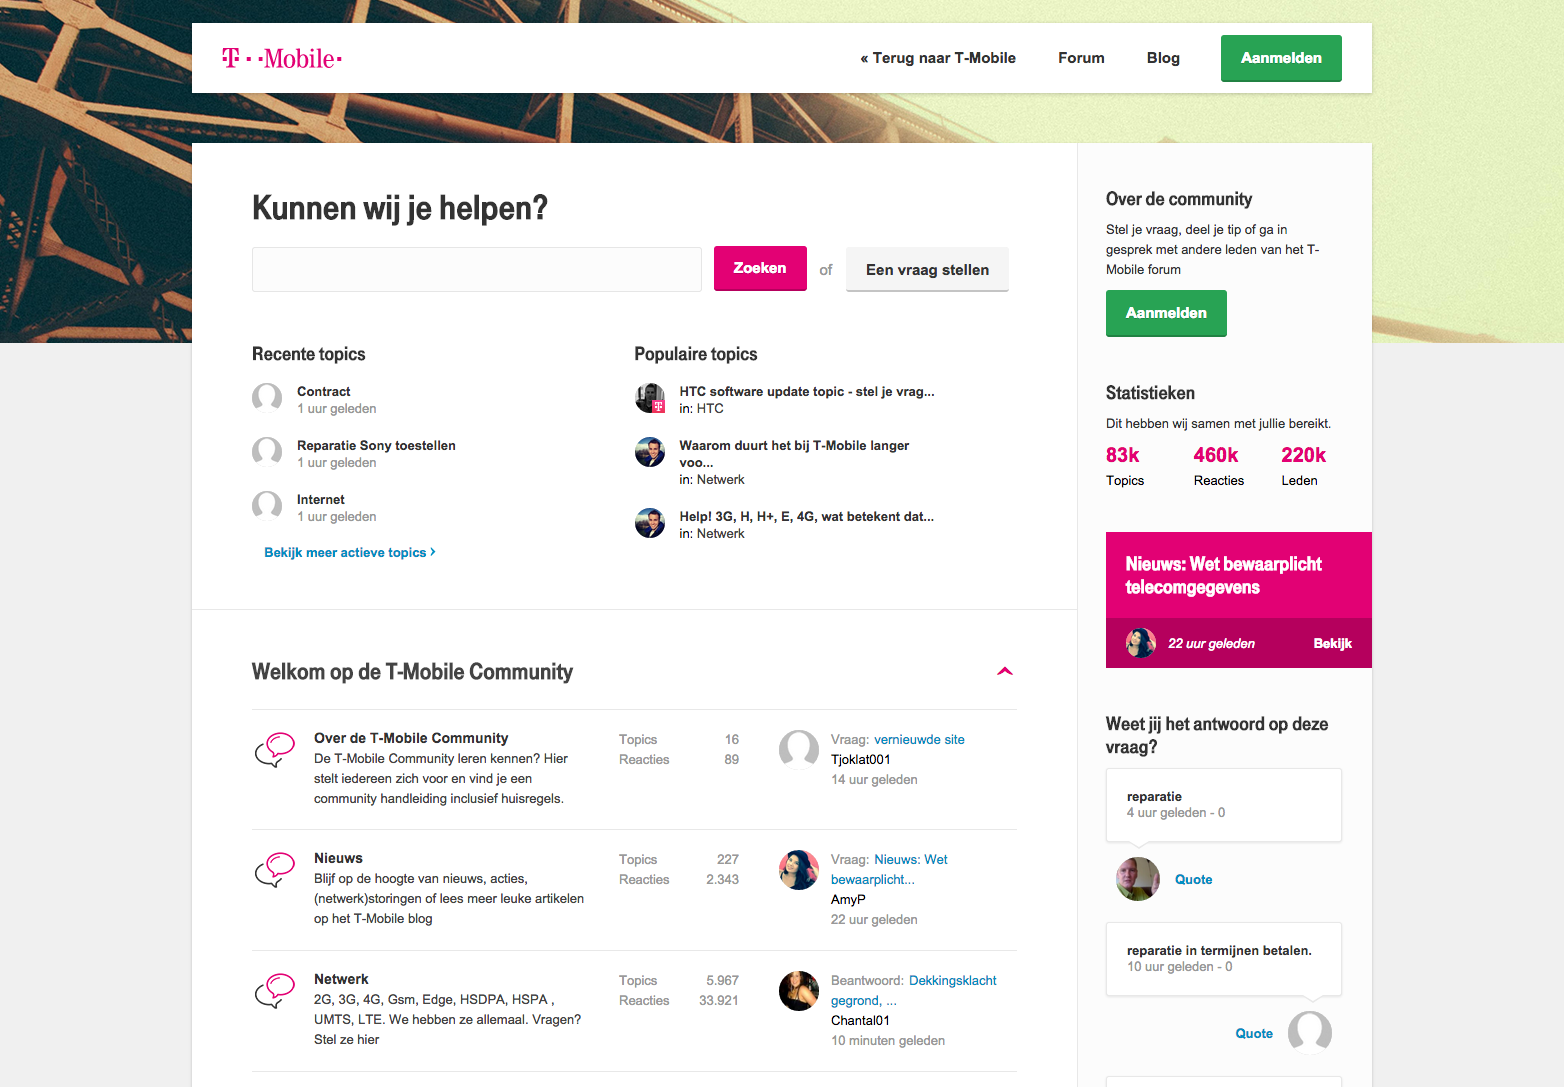 T · · Mobile ·
« Terug naar T-Mobile
Forum
Blog
Aanmelden
Kunnen wij je helpen?
Zoeken
of
Een vraag stellen
Recente topics
Contract
1 uur geleden
Reparatie Sony toestellen
1 uur geleden
Internet
1 uur geleden
Bekijk meer actieve topics ›
Populaire topics
HTC software update topic - stel je vrag...
in: HTC
Waarom duurt het bij T-Mobile langer
voo...
in: Netwerk
Help! 3G, H, H+, E, 4G, wat betekent dat...
in: Netwerk
Welkom op de T-Mobile Community
Over de T-Mobile Community
De T-Mobile Community leren kennen? Hier
stelt iedereen zich voor en vind je een
community handleiding inclusief huisregels.
Topics 16
Reacties 89
Vraag: vernieuwde site
Tjoklat001
14 uur geleden
Nieuws
Blijf op de hoogte van nieuws, acties,
(netwerk)storingen of lees meer leuke artikelen
op het T-Mobile blog
Topics 227
Reacties 2.343
Vraag: Nieuws: Wet
bewaarplicht...
AmyP
22 uur geleden
Netwerk
2G, 3G, 4G, Gsm, Edge, HSDPA, HSPA ,
UMTS, LTE. We hebben ze allemaal. Vragen?
Stel ze hier
Topics 5.967
Reacties 33.921
Beantwoord: Dekkingsklacht
gegrond, ...
Chantal01
10 minuten geleden
Over de community
Stel je vraag, deel je tip of ga in
gesprek met andere leden van het T-
Mobile forum
Aanmelden
Statistieken
Dit hebben wij samen met jullie bereikt.
83k 460k 220k
Topics Reacties Leden
Nieuws: Wet bewaarplicht
telecomgegevens
22 uur geleden
Bekijk
Weet jij het antwoord op deze
vraag?
reparatie
4 uur geleden - 0
Quote
reparatie in termijnen betalen.
10 uur geleden - 0
Quote